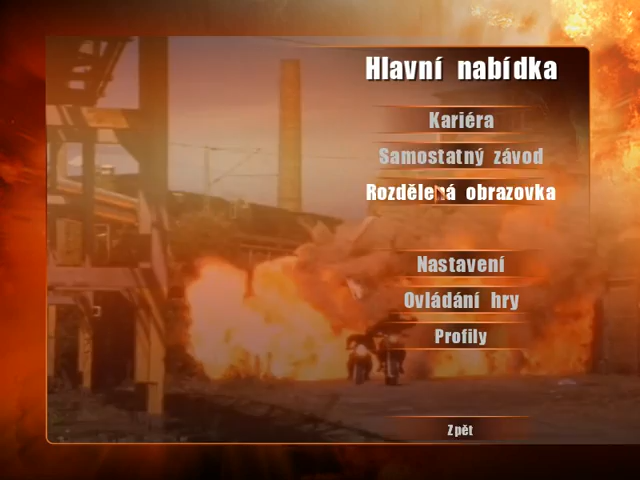 Hlavní nabídka
Kariéra
Samostatný závod
Rozdělená obrazovka
Nastavení
Ovládání hry
Profily
Zpět